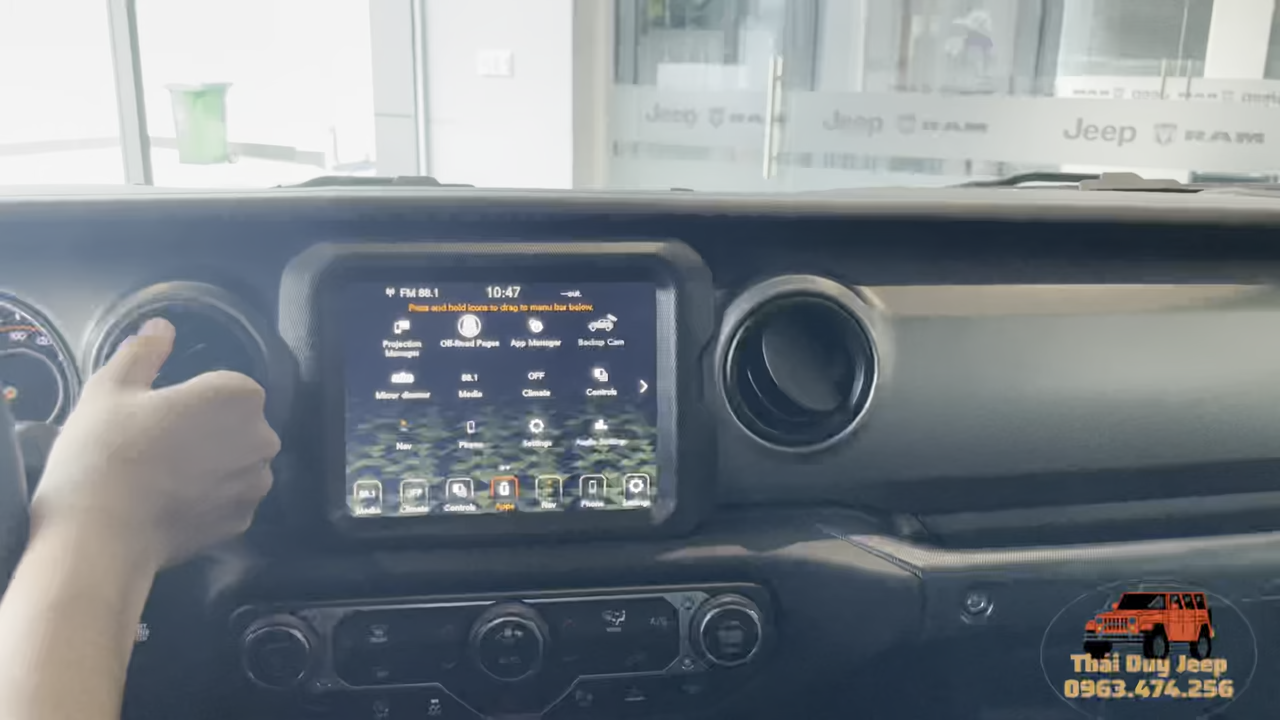 Jeep RAM
Jeep RAM
Jeep RAM
FM 88.1
10:47
out.
Press and hold icons to drag to menu bar below.
Projection Manager
Off-Road Pages
App Manager
Backup Cam
Mirror dimmer
88.1
Media
OFF
Climate
Controls
Nav
Phone
Settings
Audio Settings
88.1
Media
OFF
Climate
Controls
Apps
Nav
Phone
Settings
100
Thái Duy Jeep
0963.474.256